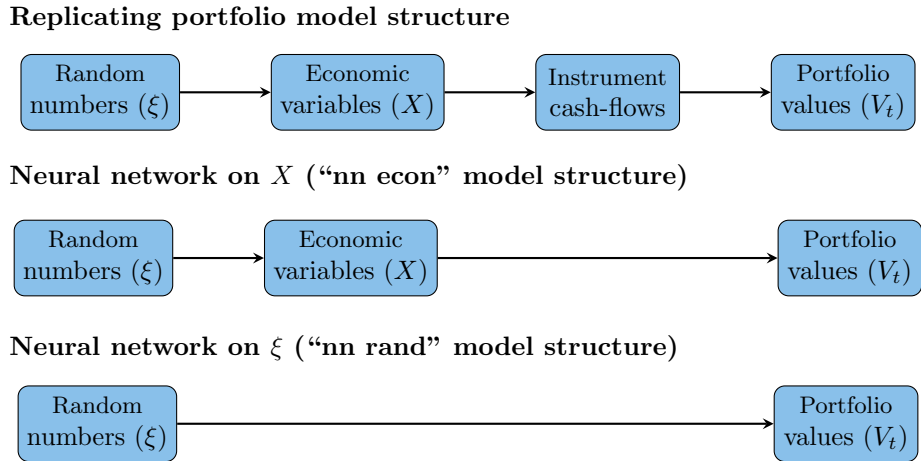 Replicating portfolio model structure
Random
numbers (ξ)
Economic
variables (X)
Instrument
cash-flows
Portfolio
values (V_t)
Neural network on X (“nn econ” model structure)
Random
numbers (ξ)
Economic
variables (X)
Portfolio
values (V_t)
Neural network on ξ (“nn rand” model structure)
Random
numbers (ξ)
Portfolio
values (V_t)